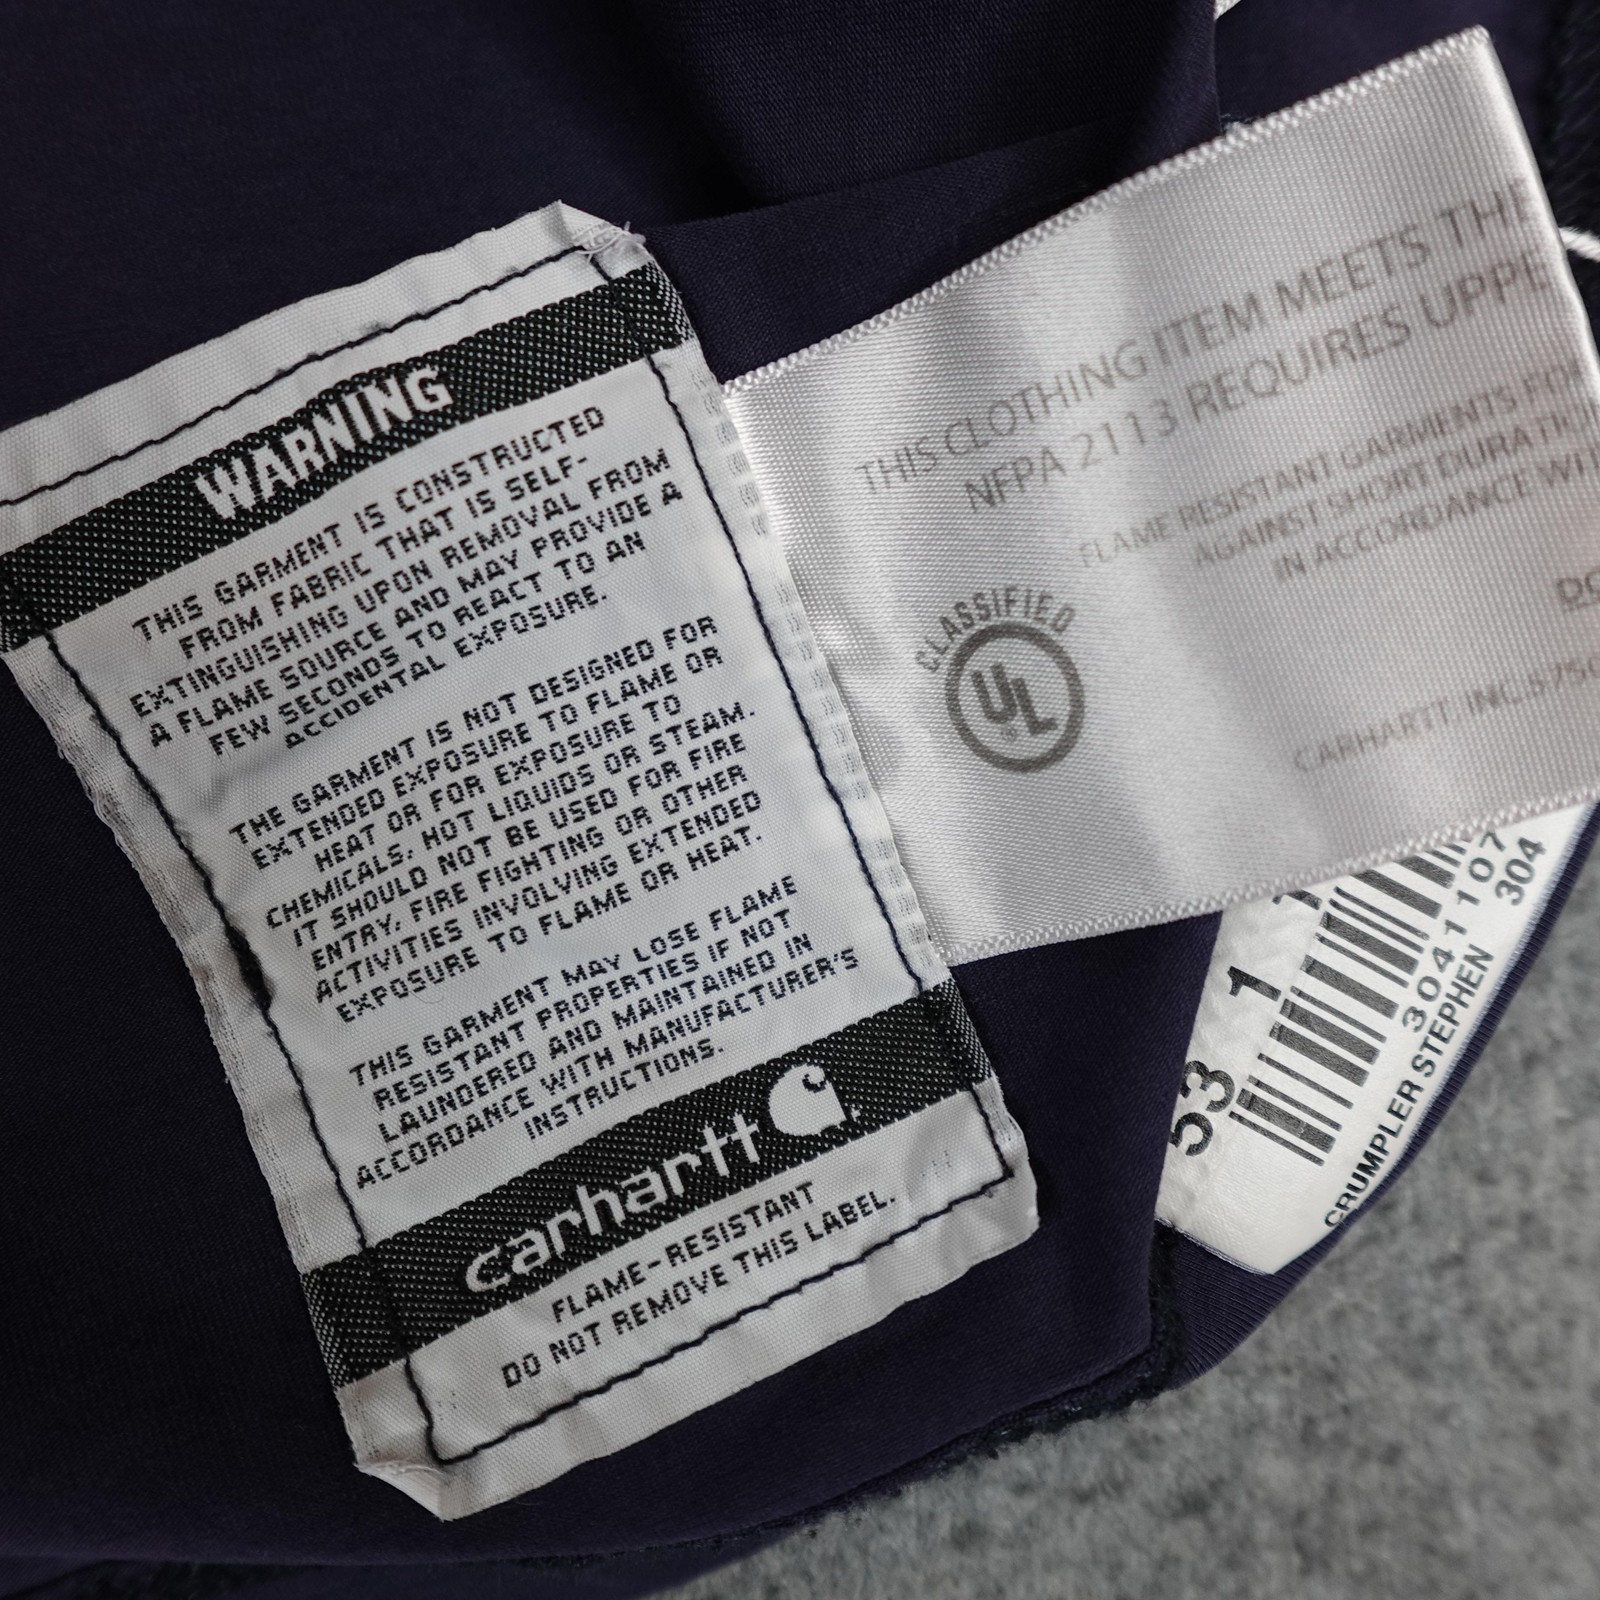 WARNING
THIS GARMENT IS CONSTRUCTED
FROM FABRIC THAT IS SELF-
EXTINGUISHING UPON REMOVAL FROM
A FLAME SOURCE AND MAY PROVIDE A
FEW SECONDS TO REACT TO AN
ACCIDENTAL EXPOSURE.
THE GARMENT IS NOT DESIGNED FOR
EXTENDED EXPOSURE TO FLAME OR
HEAT OR FOR EXPOSURE TO
CHEMICALS, HOT LIQUIDS OR STEAM.
IT SHOULD NOT BE USED FOR FIRE
ENTRY, FIRE FIGHTING OR OTHER
ACTIVITIES INVOLVING EXTENDED
EXPOSURE TO FLAME OR HEAT.
THIS GARMENT MAY LOSE FLAME
RESISTANT PROPERTIES IF NOT
LAUNDERED AND MAINTAINED IN
ACCORDANCE WITH MANUFACTURER'S
INSTRUCTIONS.
carhartt
FLAME-RESISTANT
DO NOT REMOVE THIS LABEL.
THIS CLOTHING ITEM MEETS THE
NFPA 2113 REQUIRES UPPE
FLAME RESISTANT GARMENTS FO
AGAINST SHORT DURATION
IN ACCORDANCE WIT
CLASSIFIED
UL
CARHARTT, INC.
53 1
3041107
304
CRUMPLER STEPHEN